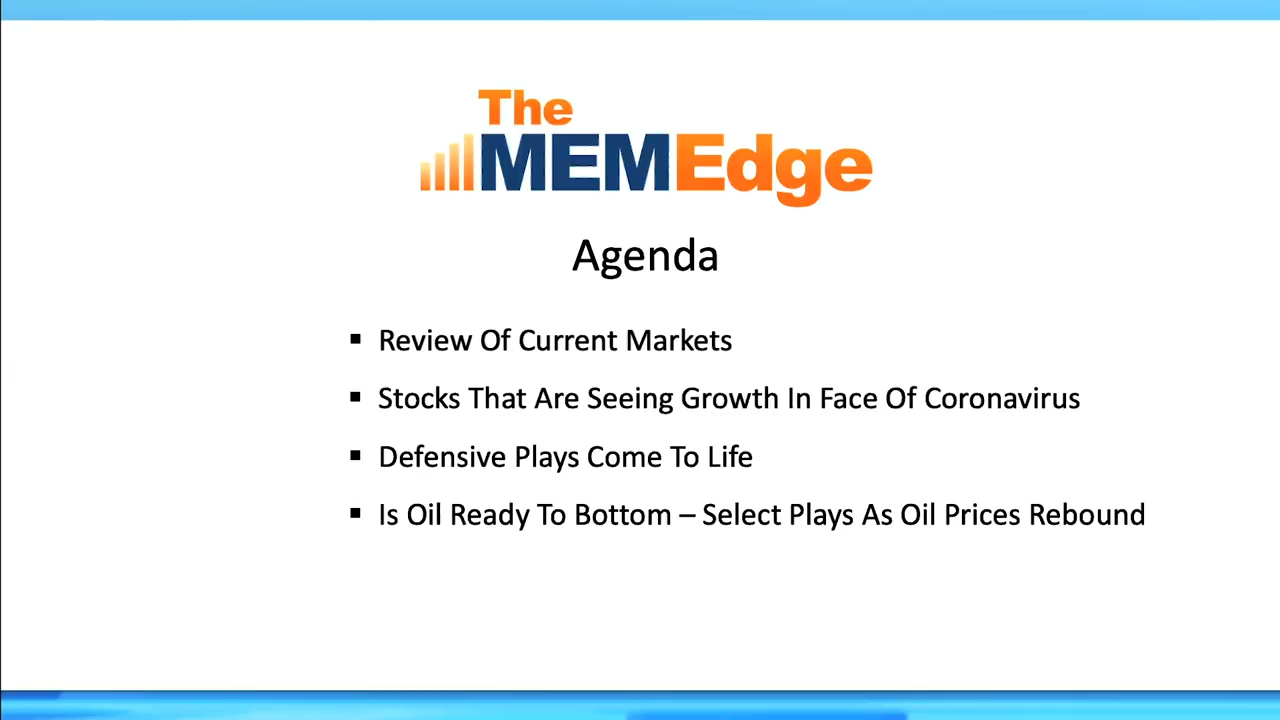 The
MEMEdge
Agenda
▪ Review Of Current Markets
▪ Stocks That Are Seeing Growth In Face Of Coronavirus
▪ Defensive Plays Come To Life
▪ Is Oil Ready To Bottom – Select Plays As Oil Prices Rebound